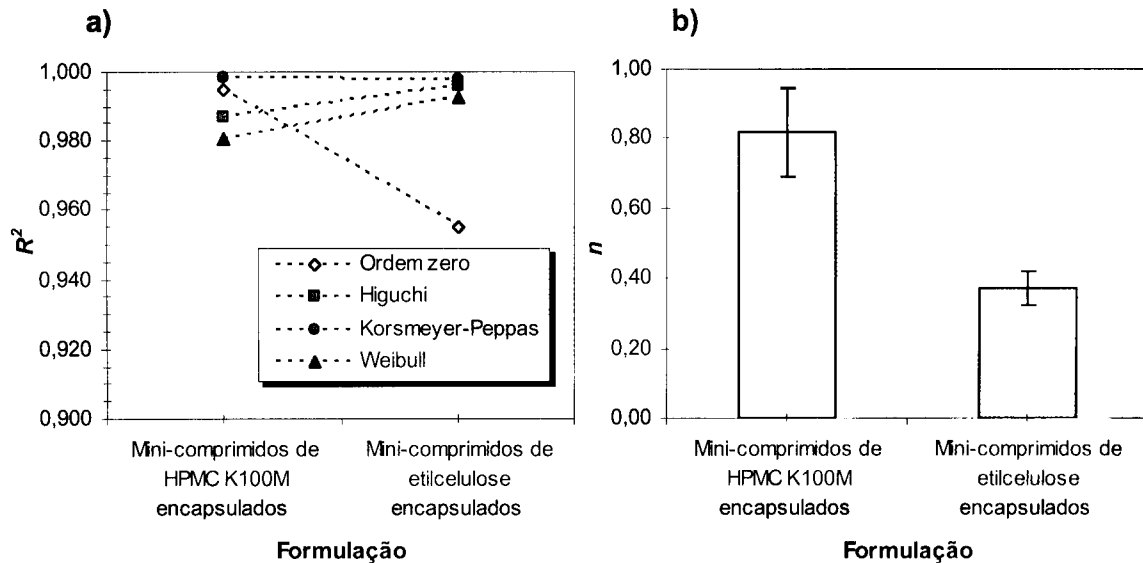 a)
1,000
0,980
0,960
0,940
0,920
0,900
R²
Ordem zero
Higuchi
Korsmeyer-Peppas
Weibull
Mini-comprimidos de
HPMC K100M
encapsulados
Mini-comprimidos de
etilcelulose
encapsulados
Formulação
b)
1,00
0,80
0,60
0,40
0,20
0,00
n
Mini-comprimidos de
HPMC K100M
encapsulados
Mini-comprimidos de
etilcelulose
encapsulados
Formulação